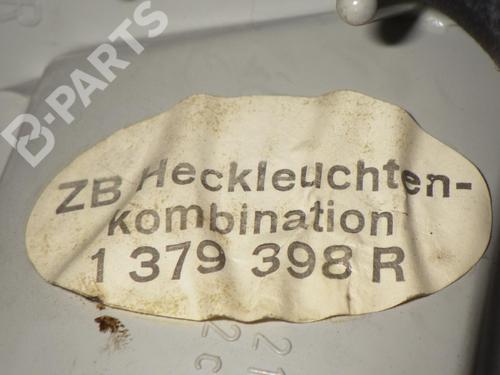 B-PARTS
ZB Heckleuchten-
kombination
1 379 398 R